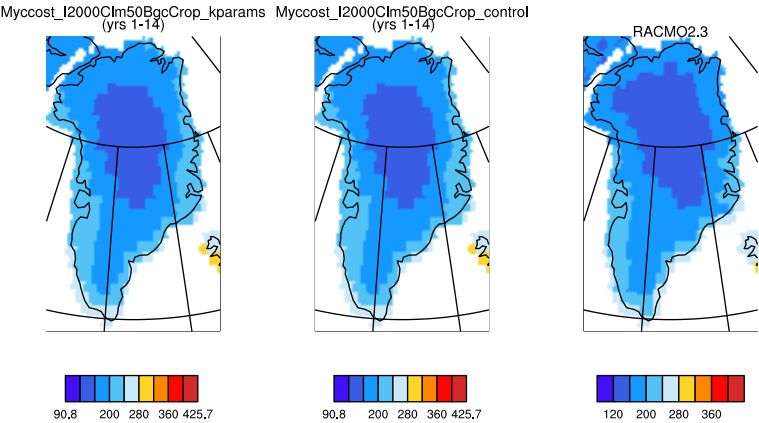 Myccost_I2000Clm50BgcCrop_kparams
(yrs 1-14)
Myccost_I2000Clm50BgcCrop_control
(yrs 1-14)
RACMO2.3
90.8 200 280 360 425.7
90.8 200 280 360 425.7
120 200 280 360